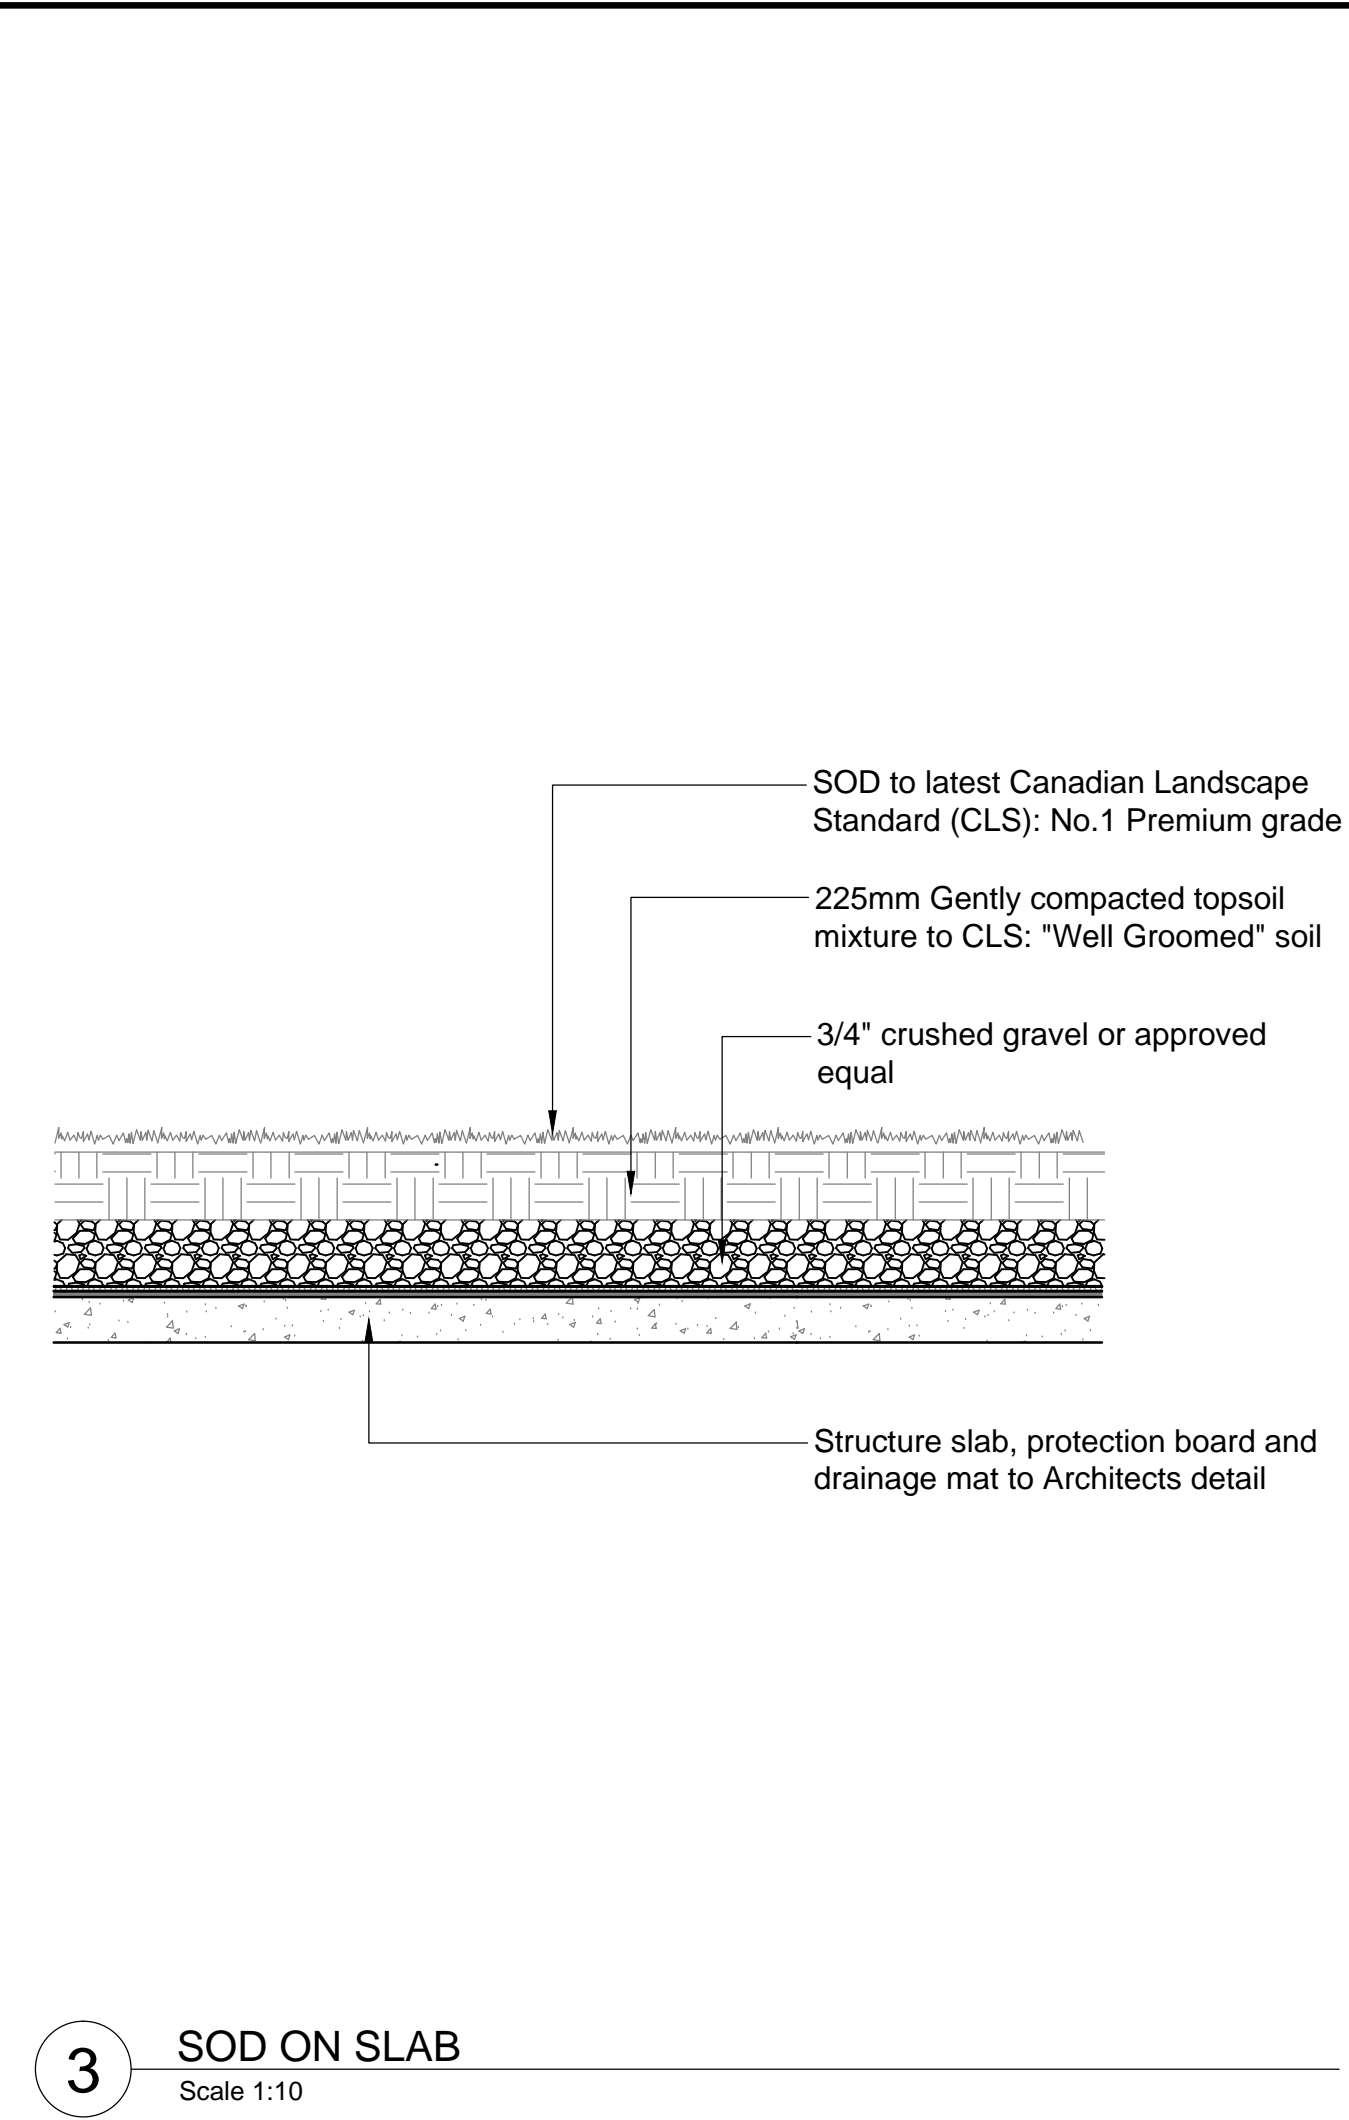 SOD to latest Canadian Landscape
Standard (CLS): No.1 Premium grade
225mm Gently compacted topsoil
mixture to CLS: "Well Groomed" soil
3/4" crushed gravel or approved
equal
Structure slab, protection board and
drainage mat to Architects detail
3
SOD ON SLAB
Scale 1:10